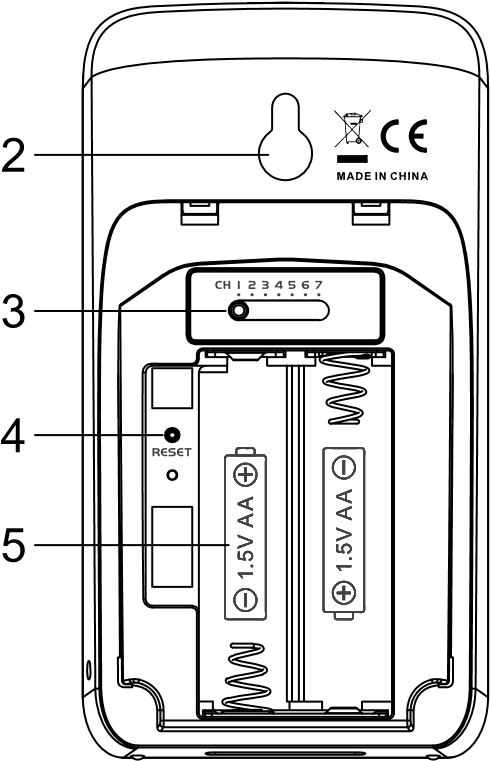 2
CE
MADE IN CHINA
CH 1 2 3 4 5 6 7
3
4
RESET
5
1.5V AA
1.5V AA